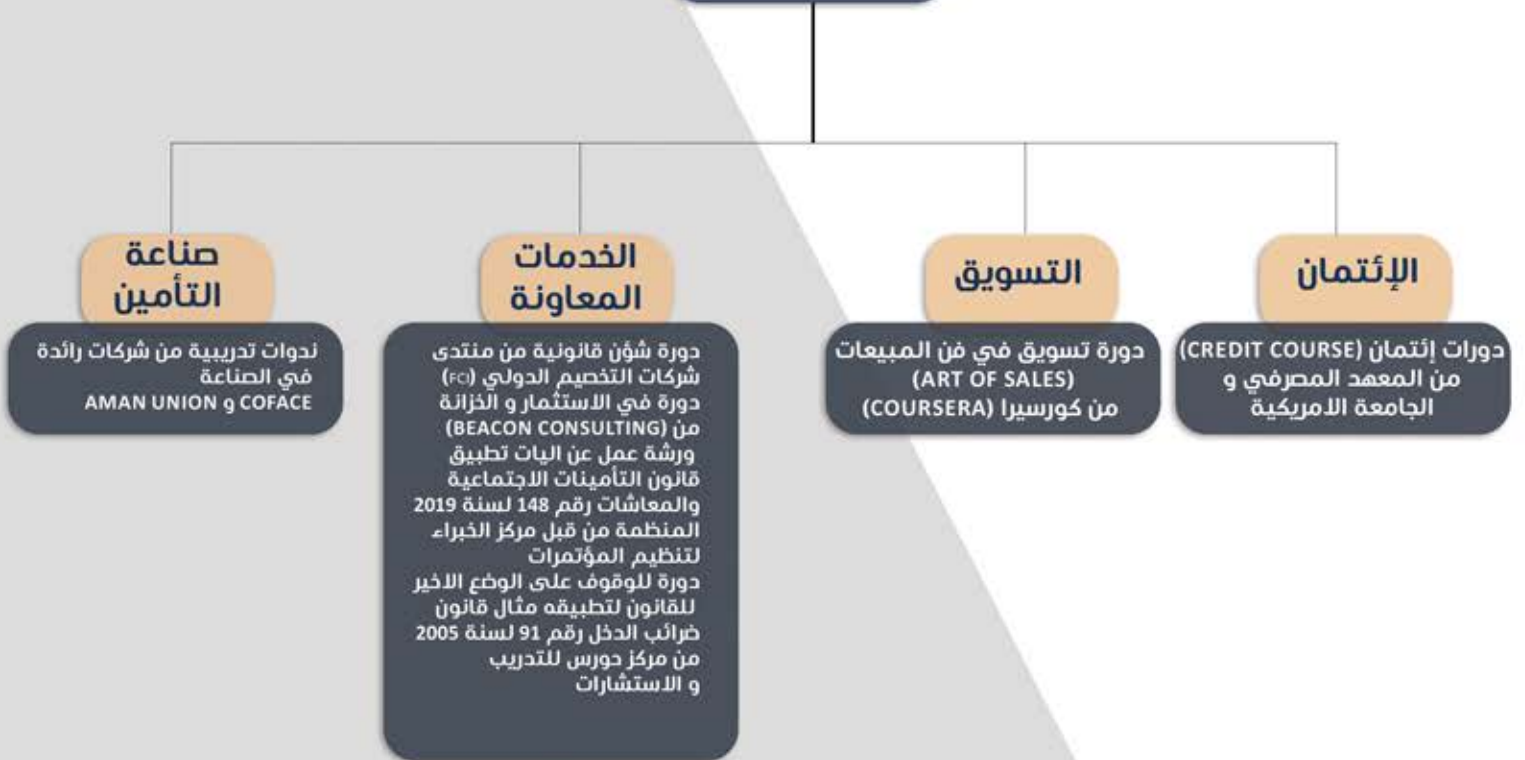 الإئتمان
دورات إئتمان (CREDIT COURSE)
من المعهد المصرفي و
الجامعة الامريكية
التسويق
دورة تسويق في فن المبيعات
(ART OF SALES)
من كورسيرا (COURSERA)
الخدمات
المعاونة
دورة شؤن قانونية من منتدى
شركات التخصيم الدولي (FCI)
دورة في الاستثمار و الخزانة
من (BEACON CONSULTING)
ورشة عمل عن اليات تطبيق
قانون التأمينات الاجتماعية
والمعاشات رقم 148 لسنة 2019
المنظمة من قبل مركز الخبراء
لتنظيم المؤتمرات
دورة للوقوف على الوضع الاخير
للقانون لتطبيقه مثال قانون
ضرائب الدخل رقم 91 لسنة 2005
من مركز حورس للتدريب
و الاستشارات
صناعة
التأمين
ندوات تدريبية من شركات رائدة
في الصناعة
COFACE و AMAN UNION